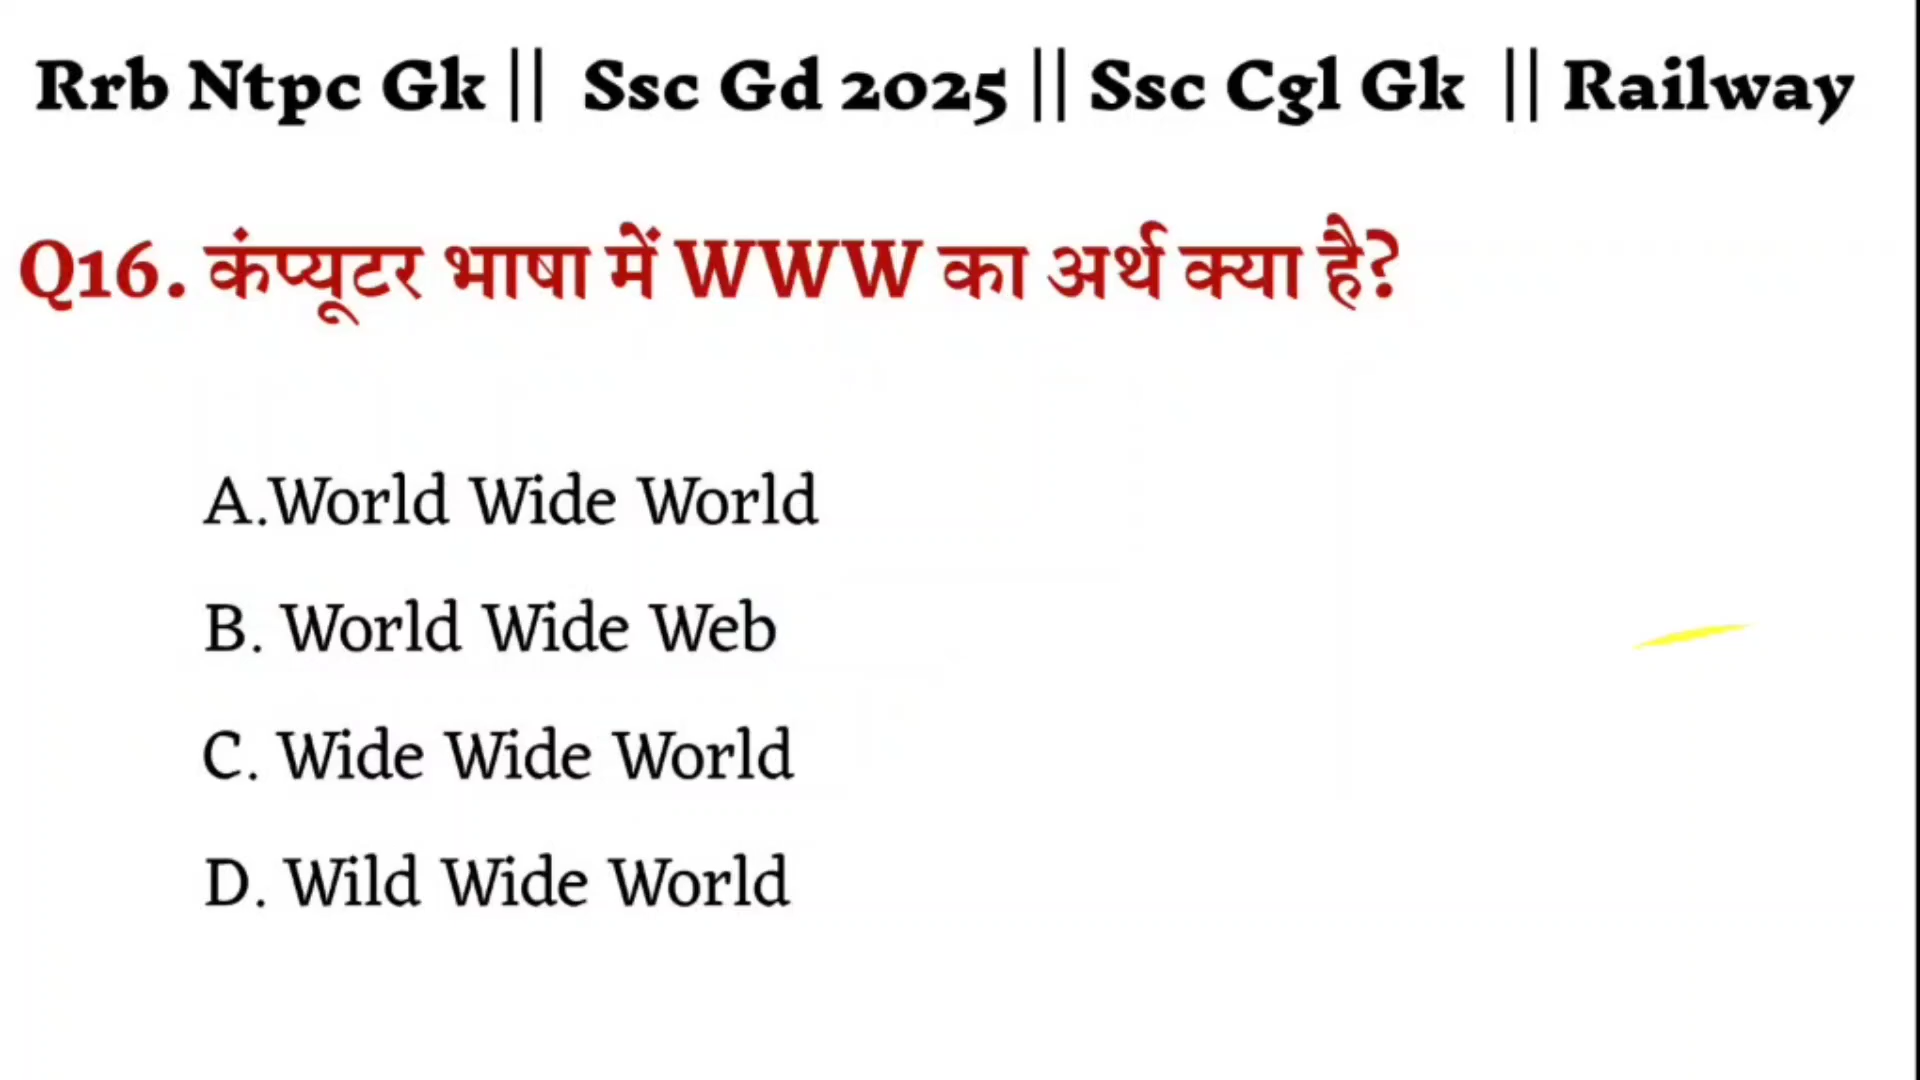 Rrb Ntpc Gk || Ssc Gd 2025 || Ssc Cgl Gk || Railway
Q16. कंप्यूटर भाषा में WWW का अर्थ क्या है?
A.World Wide World
B. World Wide Web
C. Wide Wide World
D. Wild Wide World